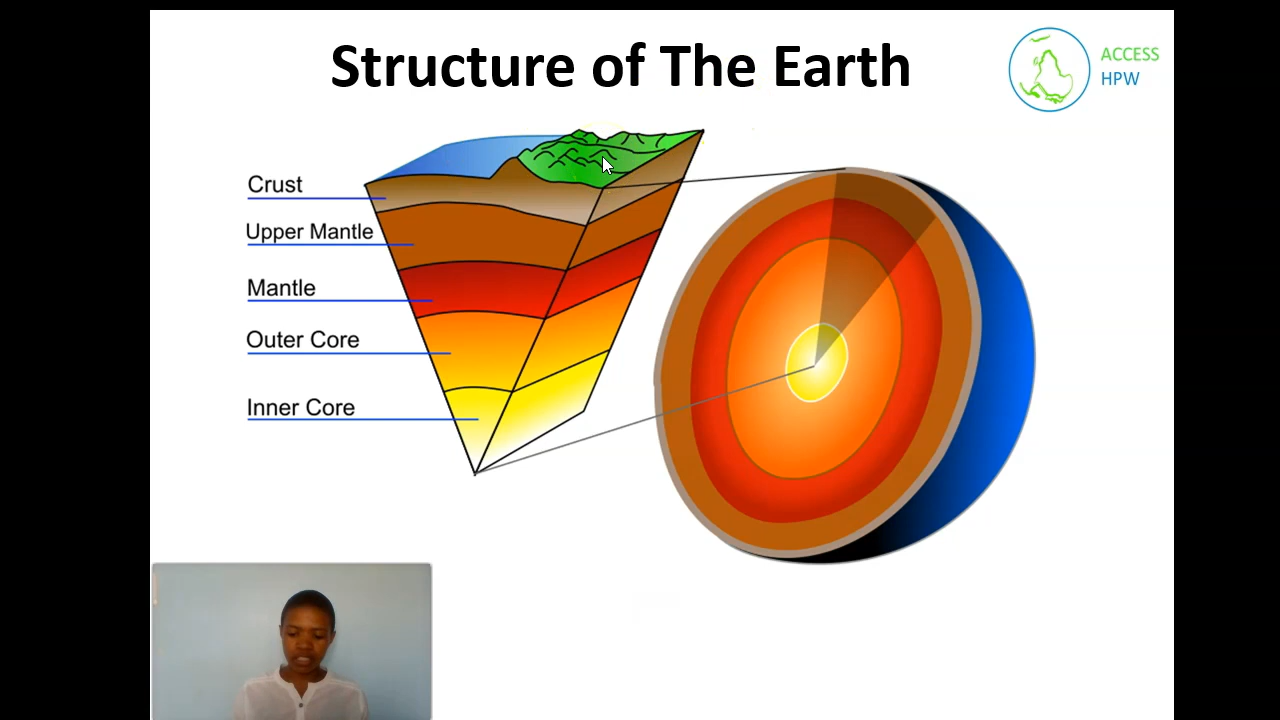 Structure of The Earth
ACCESS
HPW
Crust
Upper Mantle
Mantle
Outer Core
Inner Core